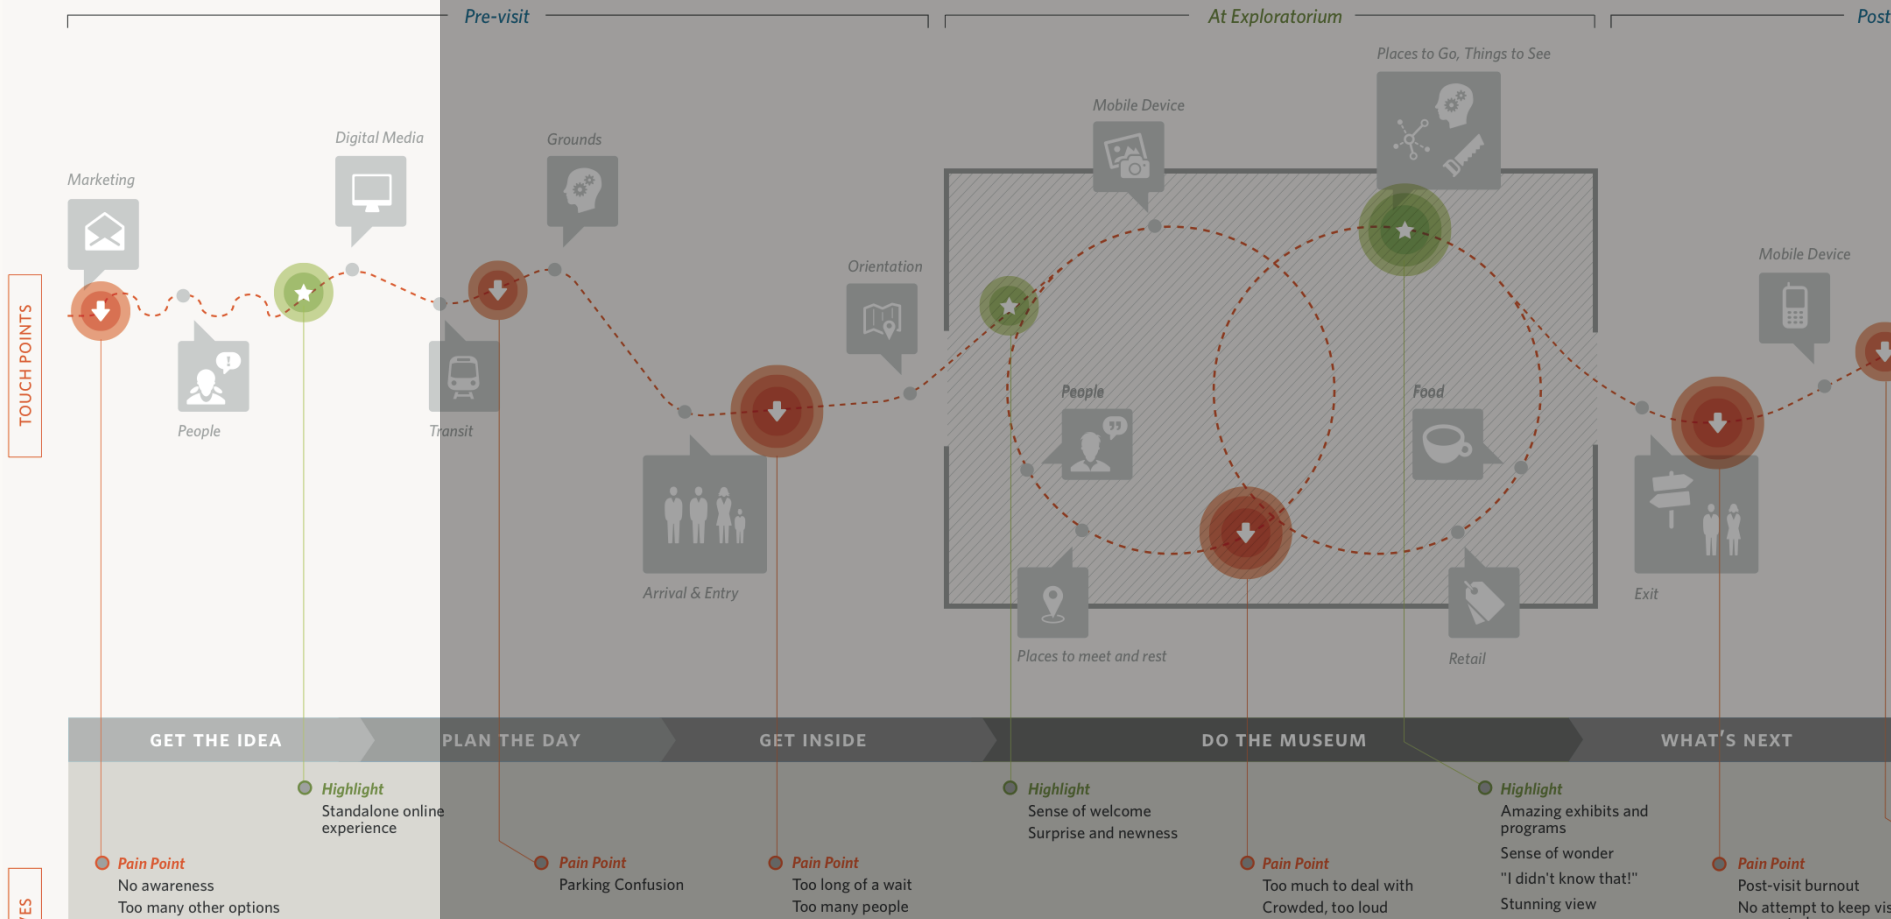 Pre-visit
At Exploratorium
Post
Places to Go, Things to See
Mobile Device
Digital Media
Grounds
Marketing
Mobile Device
Orientation
TOUCH POINTS
People
Food
People
Transit
Arrival & Entry
Exit
Places to meet and rest
Retail
GET THE IDEA
PLAN THE DAY
GET INSIDE
DO THE MUSEUM
WHAT'S NEXT
Highlight
Standalone online
experience
Highlight
Sense of welcome
Surprise and newness
Highlight
Amazing exhibits and
programs
Sense of wonder
"I didn't know that!"
Stunning view
Pain Point
No awareness
Too many other options
Pain Point
Parking Confusion
Pain Point
Too long of a wait
Too many people
Pain Point
Too much to deal with
Crowded, too loud
Pain Point
Post-visit burnout
No attempt to keep vis